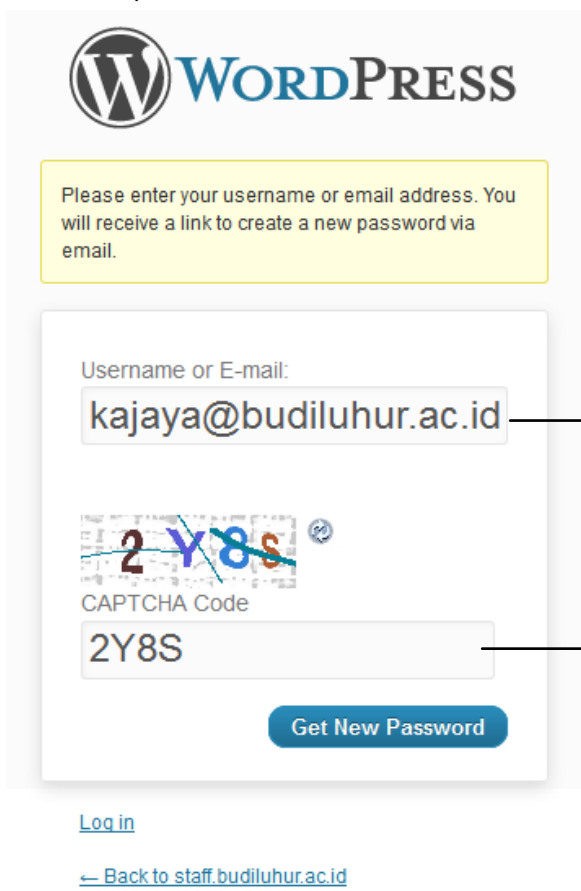 WORDPRESS
Please enter your username or email address. You
will receive a link to create a new password via
email.
Username or E-mail:
kajaya@budiluhur.ac.id
2 Y 8 S
CAPTCHA Code
2Y8S
Get New Password
Log in
← Back to staff.budiluhur.ac.id